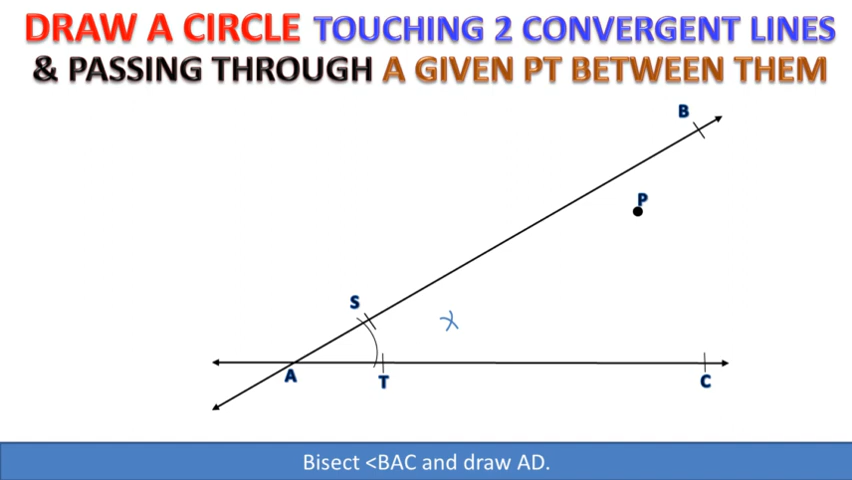 DRAW A CIRCLE TOUCHING 2 CONVERGENT LINES
& PASSING THROUGH A GIVEN PT BETWEEN THEM
B
P
S
A
T
C
Bisect <BAC and draw AD.